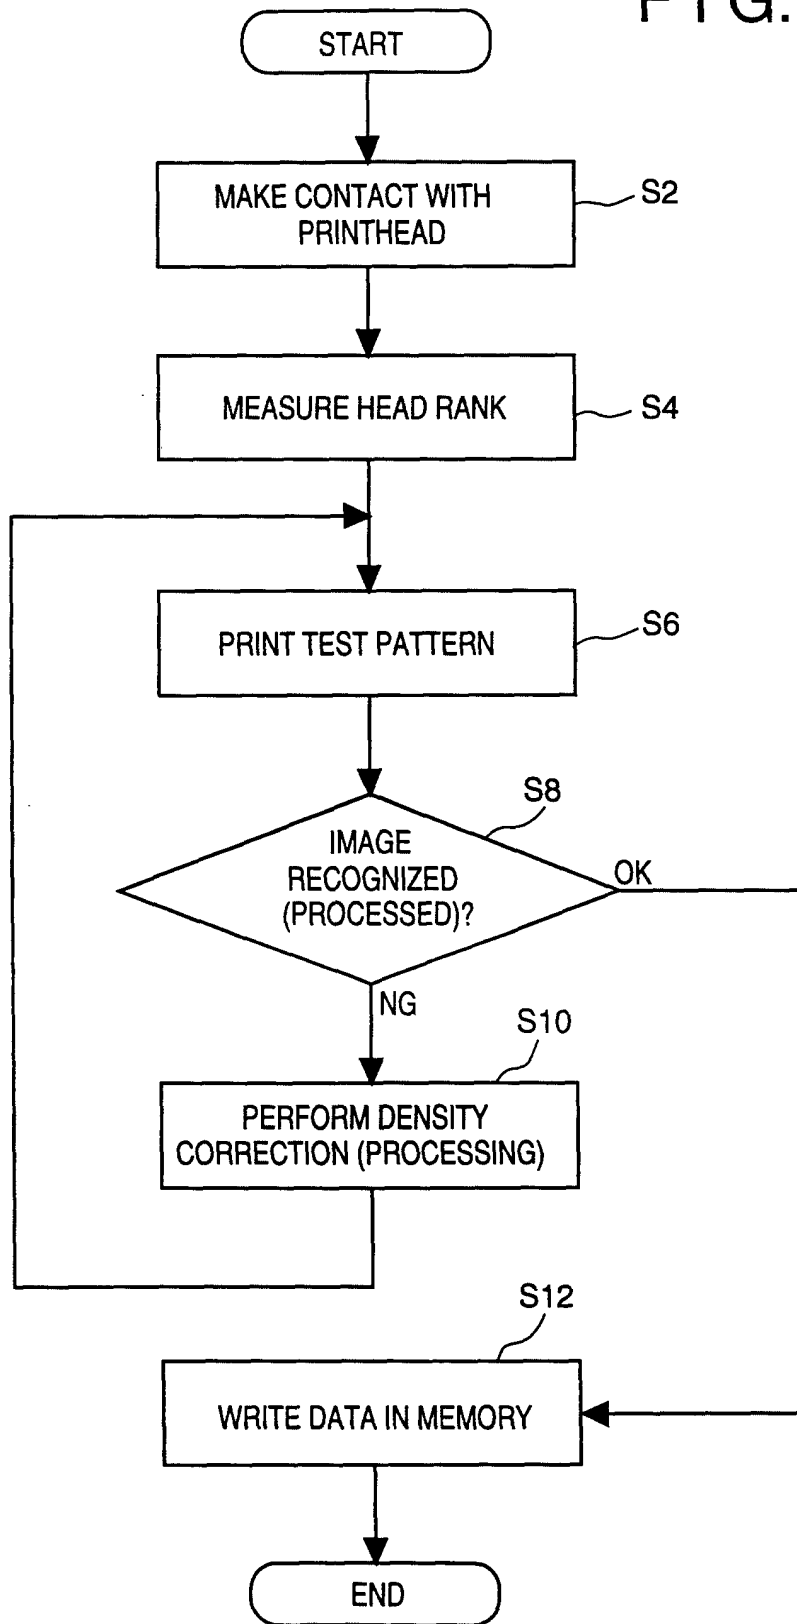 FIG.
START
MAKE CONTACT WITH
PRINTHEAD
S2
MEASURE HEAD RANK
S4
PRINT TEST PATTERN
S6
S8
IMAGE
RECOGNIZED
(PROCESSED)?
OK
NG
S10
PERFORM DENSITY
CORRECTION (PROCESSING)
S12
WRITE DATA IN MEMORY
END